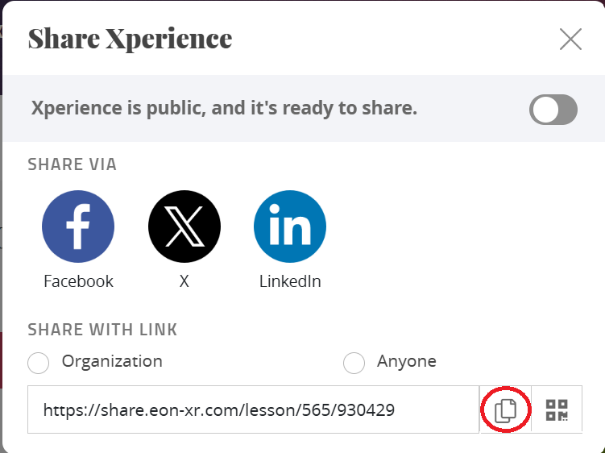 Share Xperience
Xperience is public, and it's ready to share.
SHARE VIA
Facebook X LinkedIn
SHARE WITH LINK
Organization Anyone
https://share.eon-xr.com/lesson/565/930429